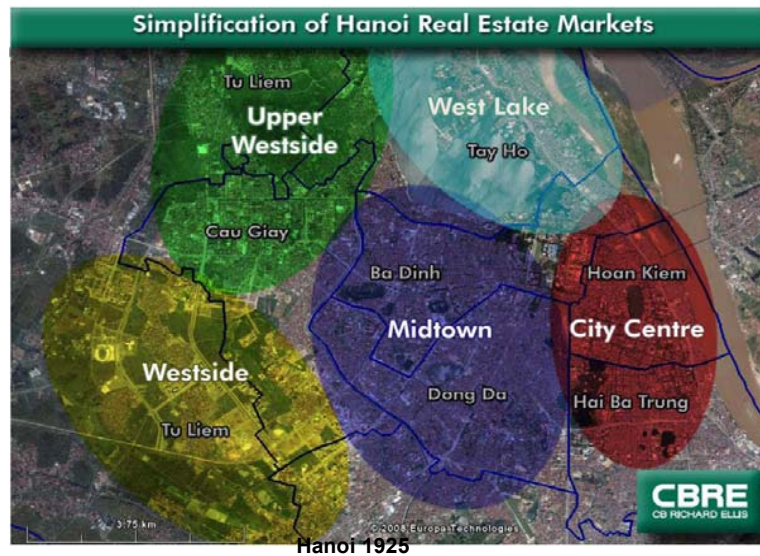 Simplification of Hanoi Real Estate Markets
Tu Liem
Upper
Westside
West Lake
Tay Ho
Cau Giay
Ba Dinh
Hoan Kiem
Midtown
City Centre
Westside
Dong Da
Hai Ba Trung
Tu Liem
CBRE
CB RICHARD ELLIS
3.75 km
© 2008 Europa Technologies
Hanoi 1925